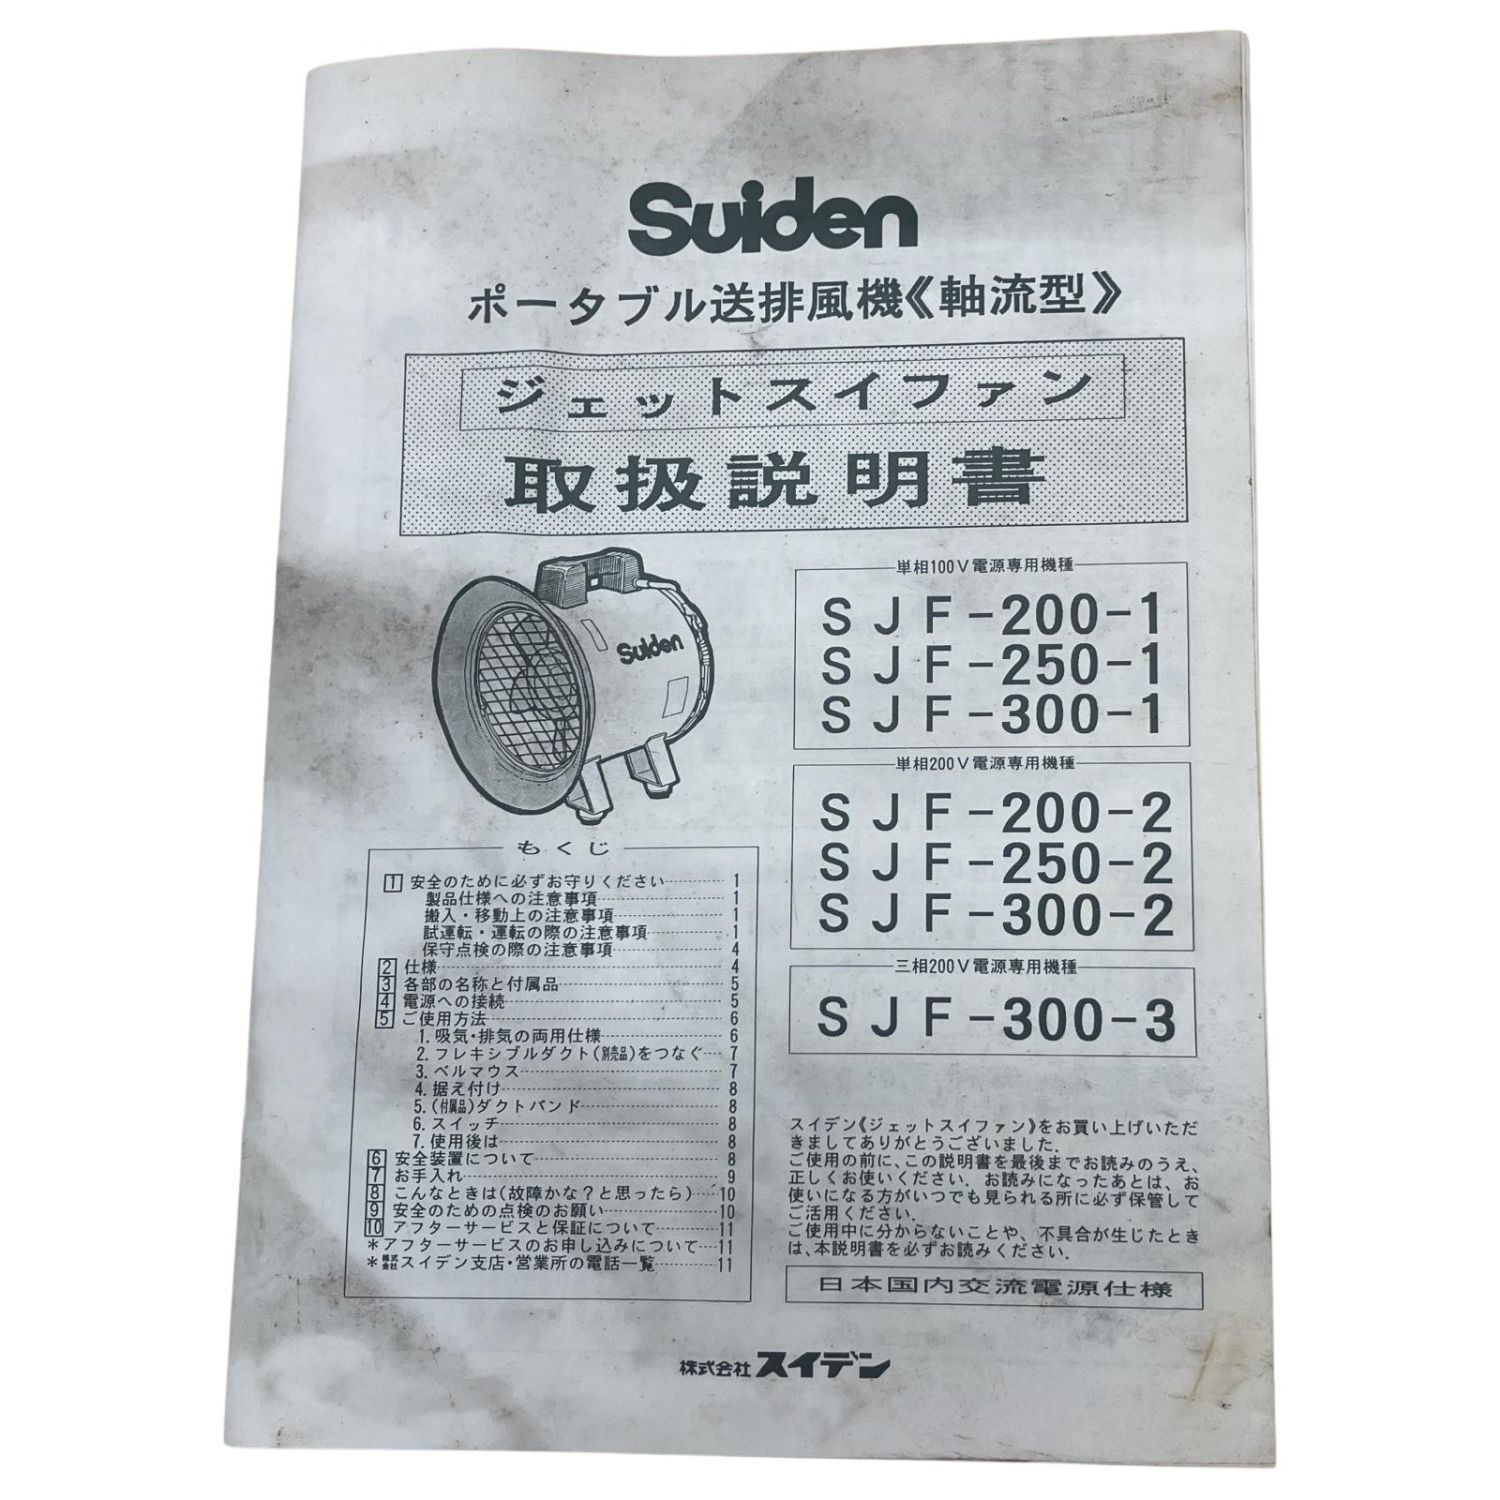 Suiden
ポータブル送排風機《軸流型》
ジェットスイファン
取扱説明書
Suiden
単相100V電源専用機種
SJF-200-1
SJF-250-1
SJF-300-1
単相200V電源専用機種
SJF-200-2
SJF-250-2
SJF-300-2
三相200V電源専用機種
SJF-300-3
もくじ
1 安全のために必ずお守りください 1
製品仕様への注意事項 1
搬入・移動上の注意事項 1
試運転・運転の際の注意事項 1
保守点検の際の注意事項 4
2 仕様 4
3 各部の名称と付属品 5
4 電源への接続 5
5 ご使用方法 6
1. 吸気・排気の両用仕様 6
2. フレキシブルダクト(別売品)をつなぐ 7
3. ベルマウス 7
4. 据え付け 8
5. (付属品)ダクトバンド 8
6. スイッチ 8
7. 使用後は 8
6 安全装置について 8
7 お手入れ 9
8 こんなときは(故障かな?と思ったら) 10
9 安全のための点検のお願い 10
10 アフターサービスと保証について 11
*アフターサービスのお申し込みについて 11
*株式会社スイデン支店・営業所の電話一覧 11
スイデン《ジェットスイファン》をお買い上げいただ
きましてありがとうございました.
ご使用の前に、この説明書を最後までお読みのうえ、
正しくお使いください. お読みになったあとは、お
使いになる方がいつでも見られる所に必ず保管して
ご活用ください.
ご使用中に分からないことや、不具合が生じたとき
は、本説明書を必ずお読みください.
日本国内交流電源仕様
株式会社スイデン